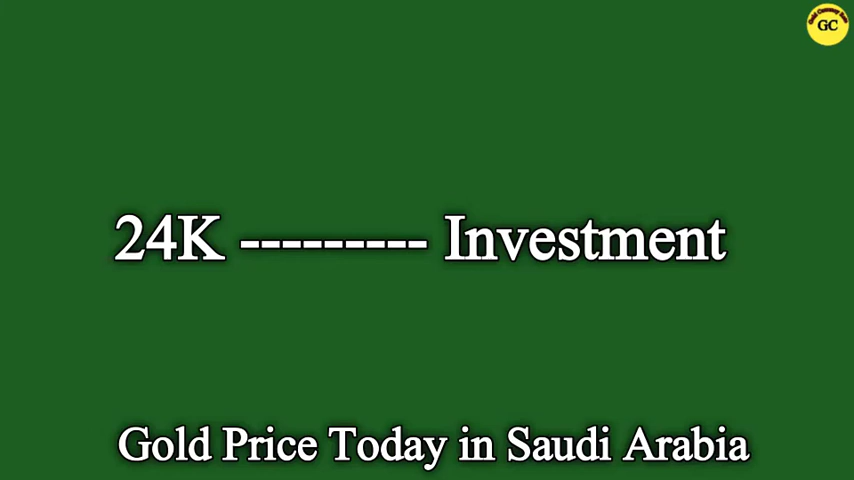 GC
24K --------- Investment
Gold Price Today in Saudi Arabia